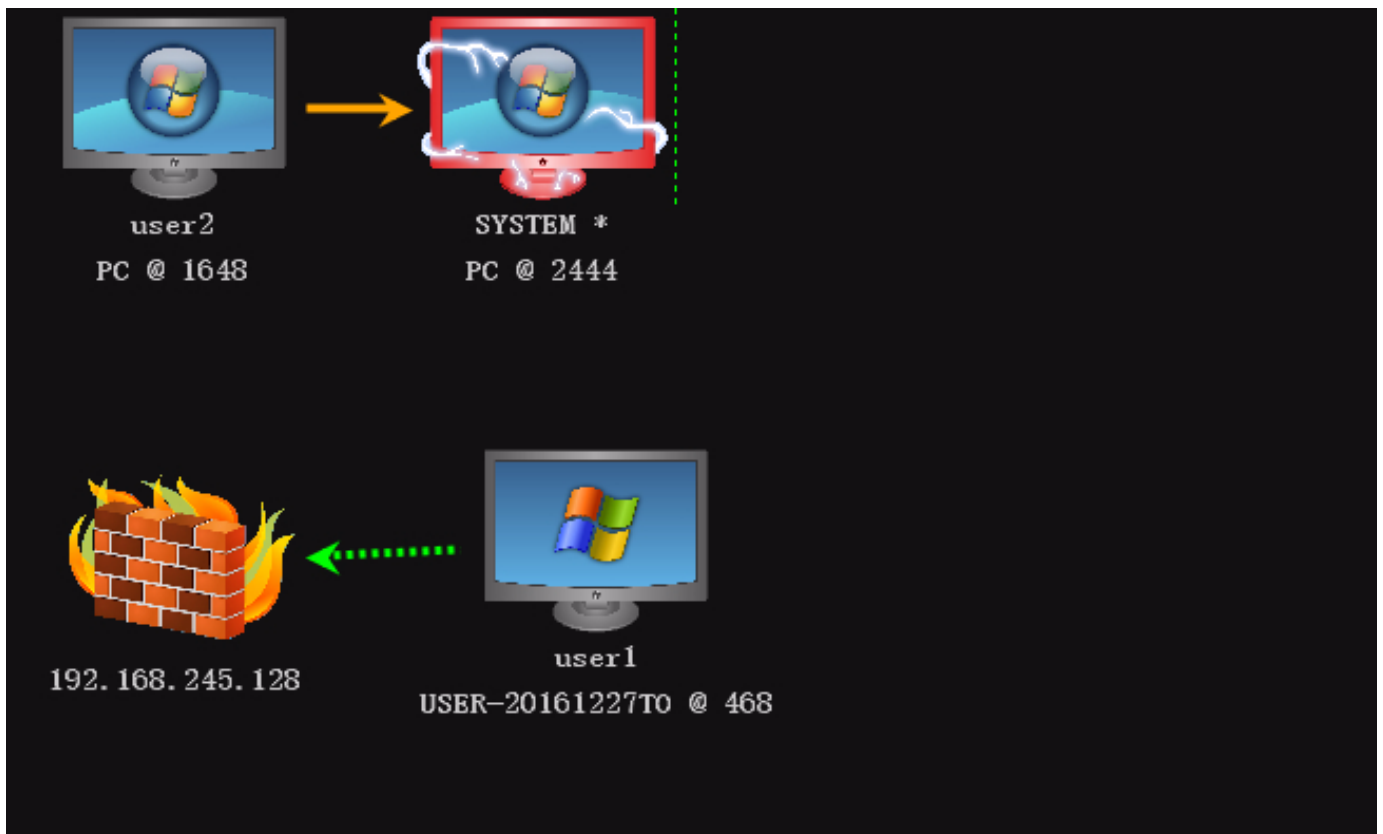 user2
PC @ 1648
SYSTEM *
PC @ 2444
192.168.245.128
user1
USER-20161227TO @ 468